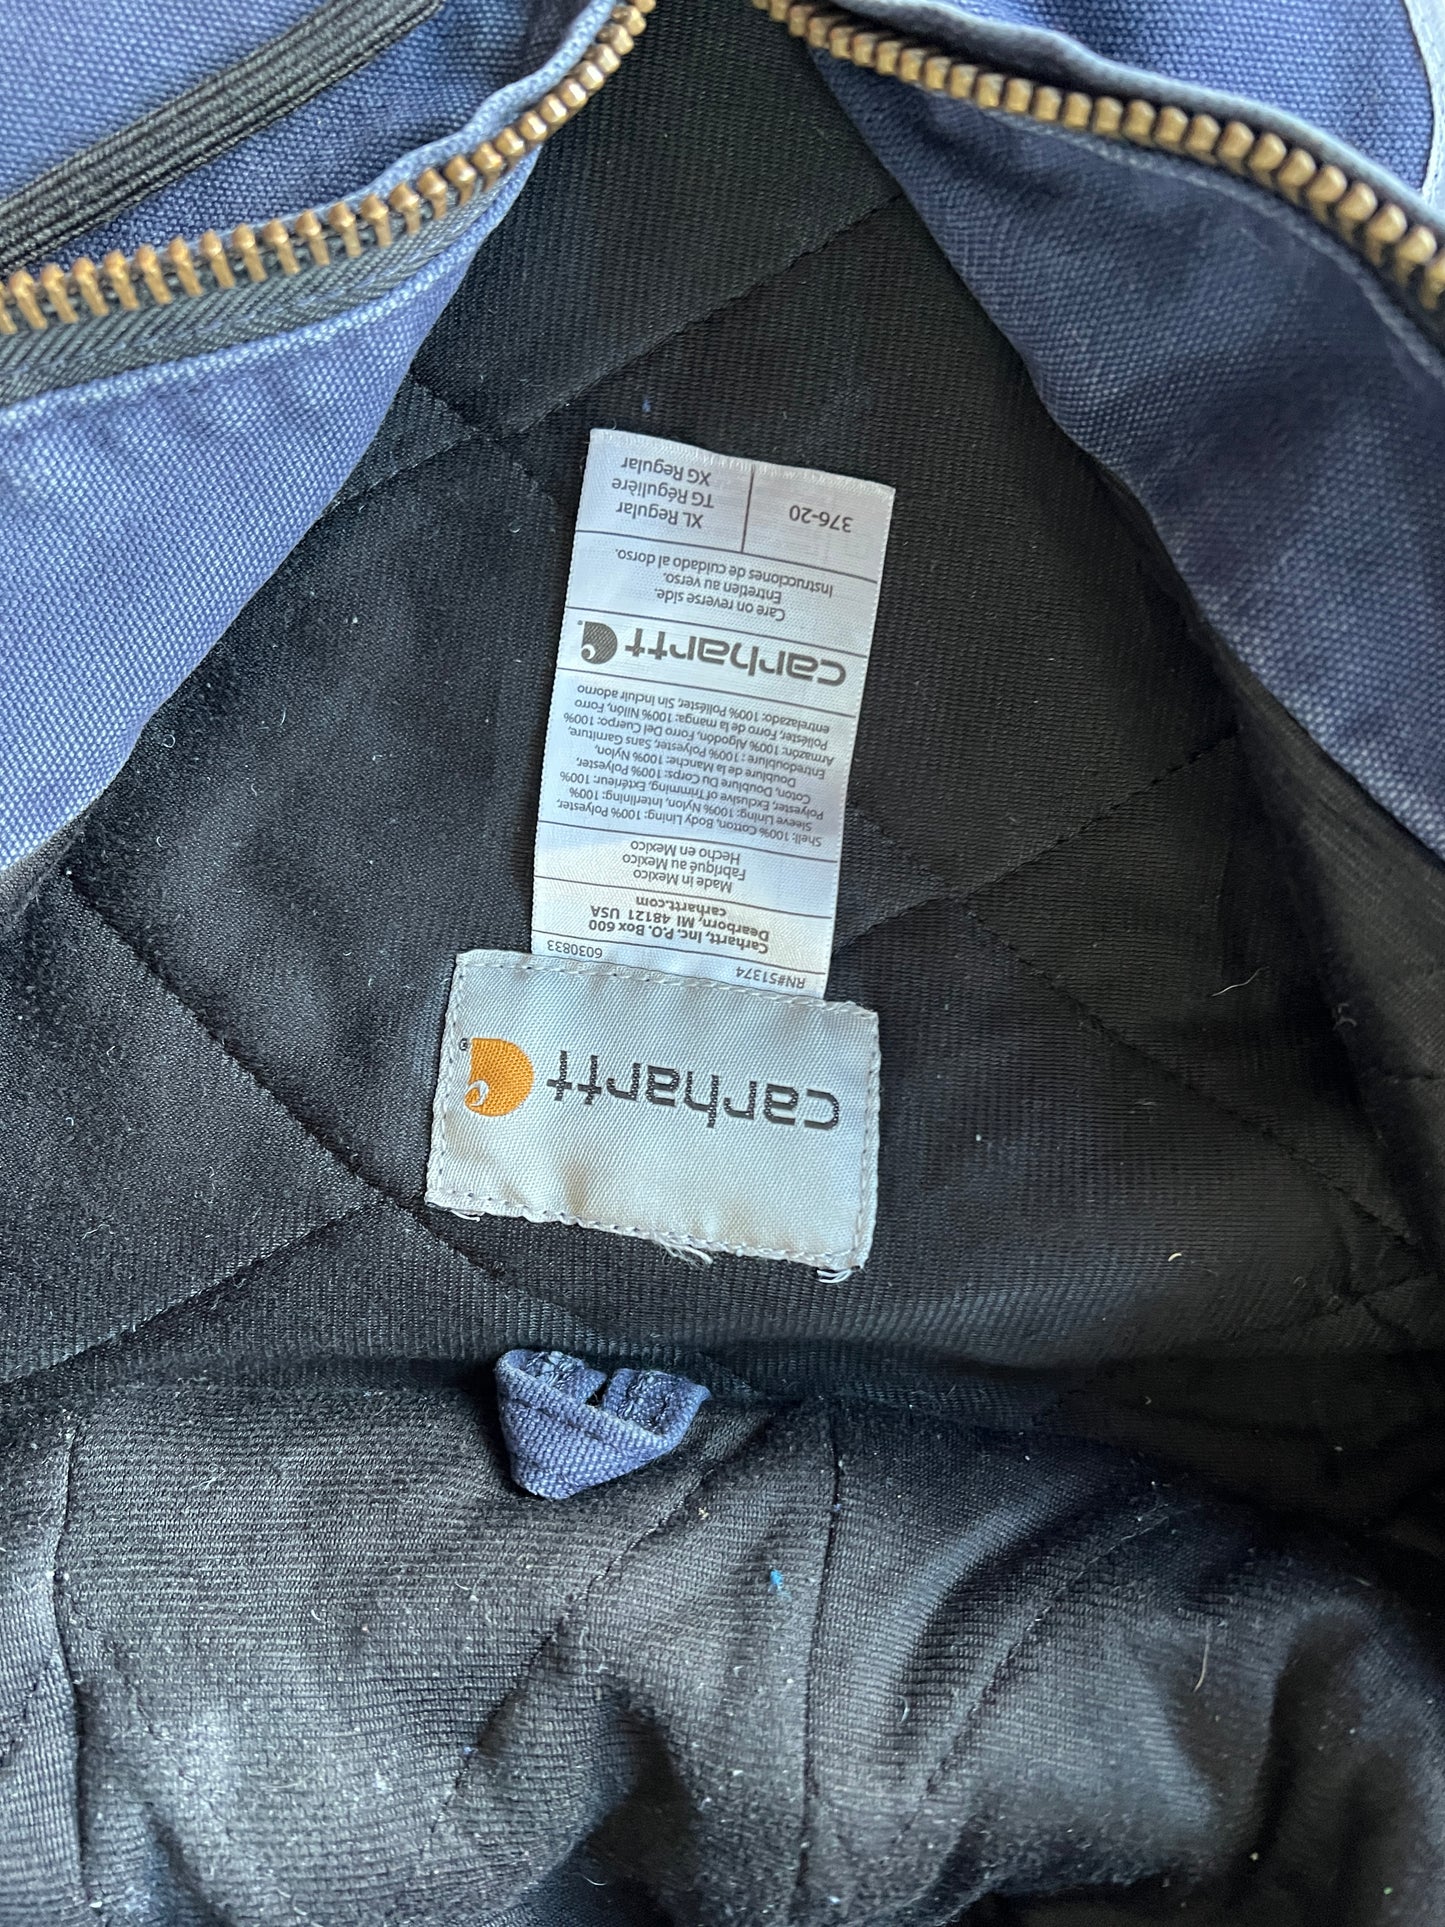 carhartt
RN#51374 6030833
Carhartt, Inc. P.O. Box 600
Dearborn, MI 48121 USA
carhartt.com
Made in Mexico
Fabriqué au Mexico
Hecho en Mexico
Shell: 100% Cotton, Body Lining: 100% Polyester,
Sleeve Lining: 100% Nylon, Interlining: 100%
Polyester, Exclusive of Trimming, Extérieur: 100%
Coton, Doublure Du Corps: 100% Polyester,
Doublure de la Manche: 100% Nylon,
Entredoublure : 100% Polyester, Sans Garniture,
Armazón: 100% Algodón, Forro Del Cuerpo: 100%
Poliéster, Forro de la manga: 100% Nilón, Forro
entrelazado: 100% Poliéster, Sin Incluir adorno
carhartt
Care on reverse side.
Entretien au verso.
Instrucciones de cuidado al dorso.
376-20
XL Regular
TG Régulière
XG Regular